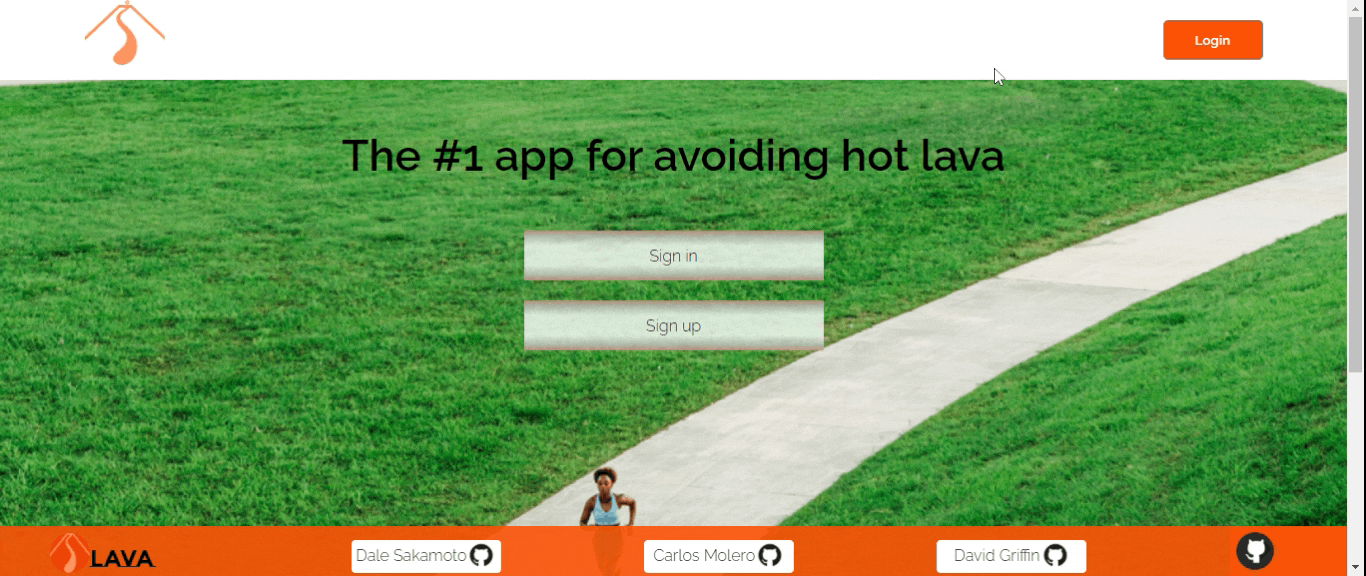 Login
The #1 app for avoiding hot lava
Sign in
Sign up
LAVA
Dale Sakamoto
Carlos Molero
David Griffin